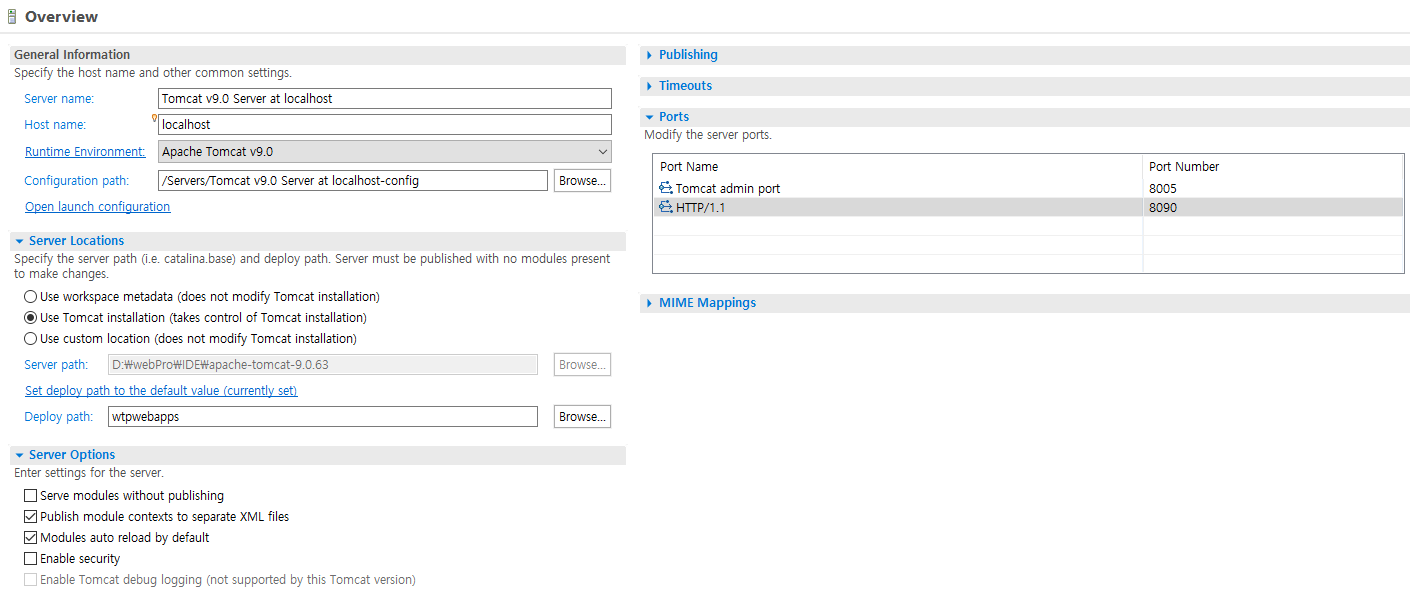 Overview
General Information
Specify the host name and other common settings.
Server name:
Tomcat v9.0 Server at localhost
Host name:
localhost
Runtime Environment:
Apache Tomcat v9.0
Configuration path:
/Servers/Tomcat v9.0 Server at localhost-config
Browse...
Open launch configuration
Server Locations
Specify the server path (i.e. catalina.base) and deploy path. Server must be published with no modules present
to make changes.
Use workspace metadata (does not modify Tomcat installation)
Use Tomcat installation (takes control of Tomcat installation)
Use custom location (does not modify Tomcat installation)
Server path:
D:₩webPro₩IDE₩apache-tomcat-9.0.63
Browse...
Set deploy path to the default value (currently set)
Deploy path:
wtpwebapps
Browse...
Server Options
Enter settings for the server.
Serve modules without publishing
Publish module contexts to separate XML files
Modules auto reload by default
Enable security
Enable Tomcat debug logging (not supported by this Tomcat version)
Publishing
Timeouts
Ports
Modify the server ports.
Port Name Port Number
Tomcat admin port 8005
HTTP/1.1 8090
MIME Mappings